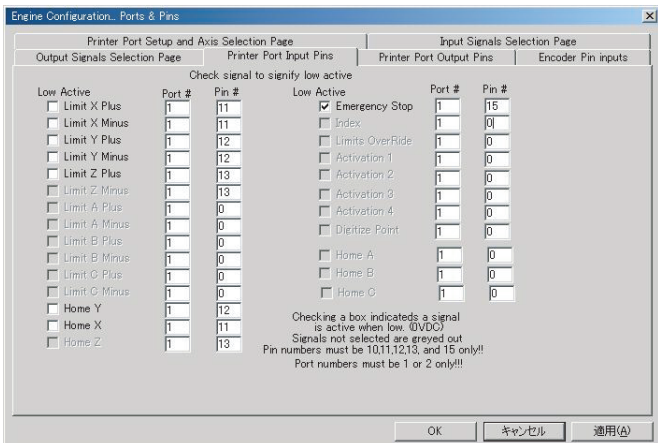 Engine Configuration... Ports & Pins
Printer Port Setup and Axis Selection Page
Input Signals Selection Page
Output Signals Selection Page
Printer Port Input Pins
Printer Port Output Pins
Encoder Pin inputs
Check signal to signify low active
Low Active Port # Pin #
Limit X Plus 1 11
Limit X Minus 1 11
Limit Y Plus 1 12
Limit Y Minus 1 12
Limit Z Plus 1 13
Limit Z Minus 1 13
Limit A Plus 1 0
Limit A Minus 1 0
Limit B Plus 1 0
Limit B Minus 1 0
Limit C Plus 1 0
Limit C Minus 1 0
Home Y 1 12
Home X 1 11
Home Z 1 13
Low Active Port # Pin #
Emergency Stop 1 15
Index 1 0
Limits OverRide 1 0
Activation 1 1 0
Activation 2 1 0
Activation 3 1 0
Activation 4 1 0
Digitize Point 1 0
Home A 1 0
Home B 1 0
Home C 1 0
Checking a box indicateds a signal
is active when low. (0VDC)
Signals not selected are greyed out
Pin numbers must be 10,11,12,13, and 15 only!!
Port numbers must be 1 or 2 only!!!
OK
キャンセル
適用(A)